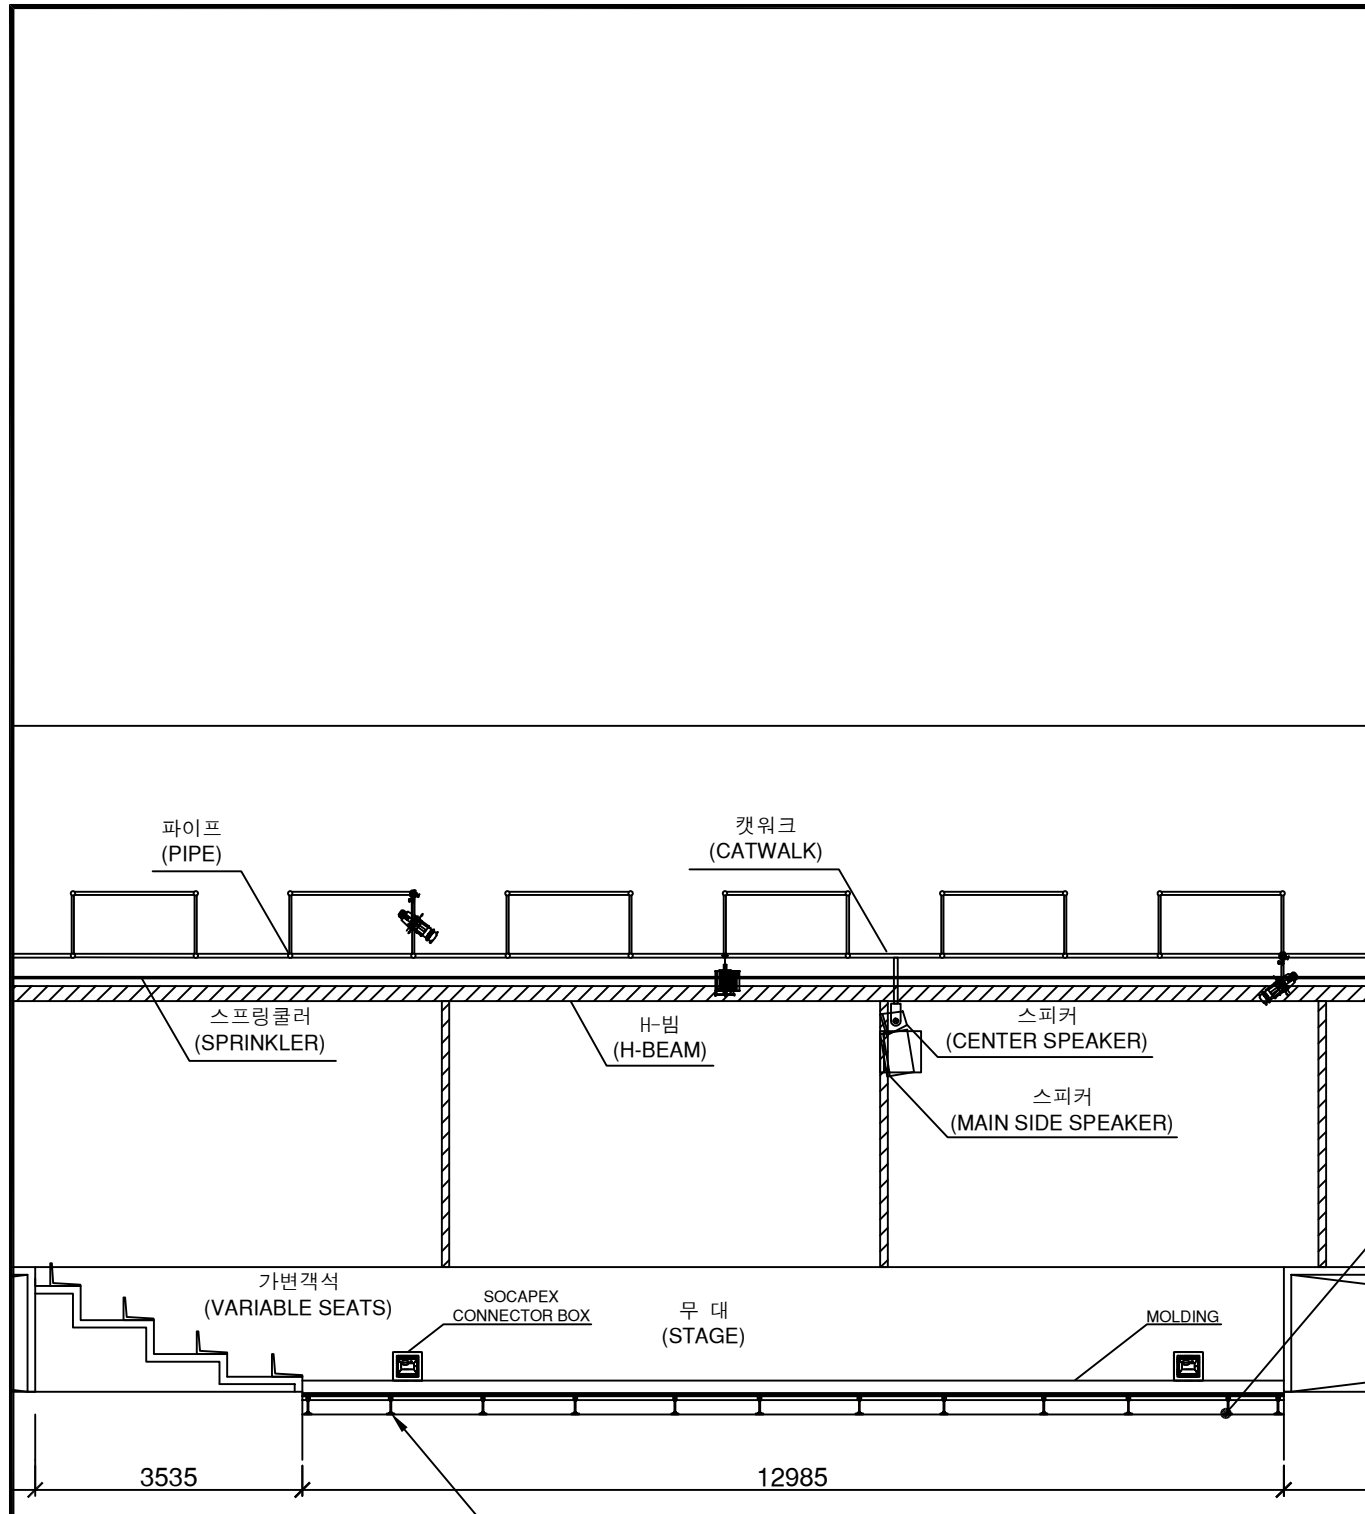 파이프
(PIPE)
캣워크
(CATWALK)
스프링쿨러
(SPRINKLER)
H-빔
(H-BEAM)
스피커
(CENTER SPEAKER)
스피커
(MAIN SIDE SPEAKER)
가변객석
(VARIABLE SEATS)
SOCAPEX
CONNECTOR BOX
무 대
(STAGE)
MOLDING
3535
12985